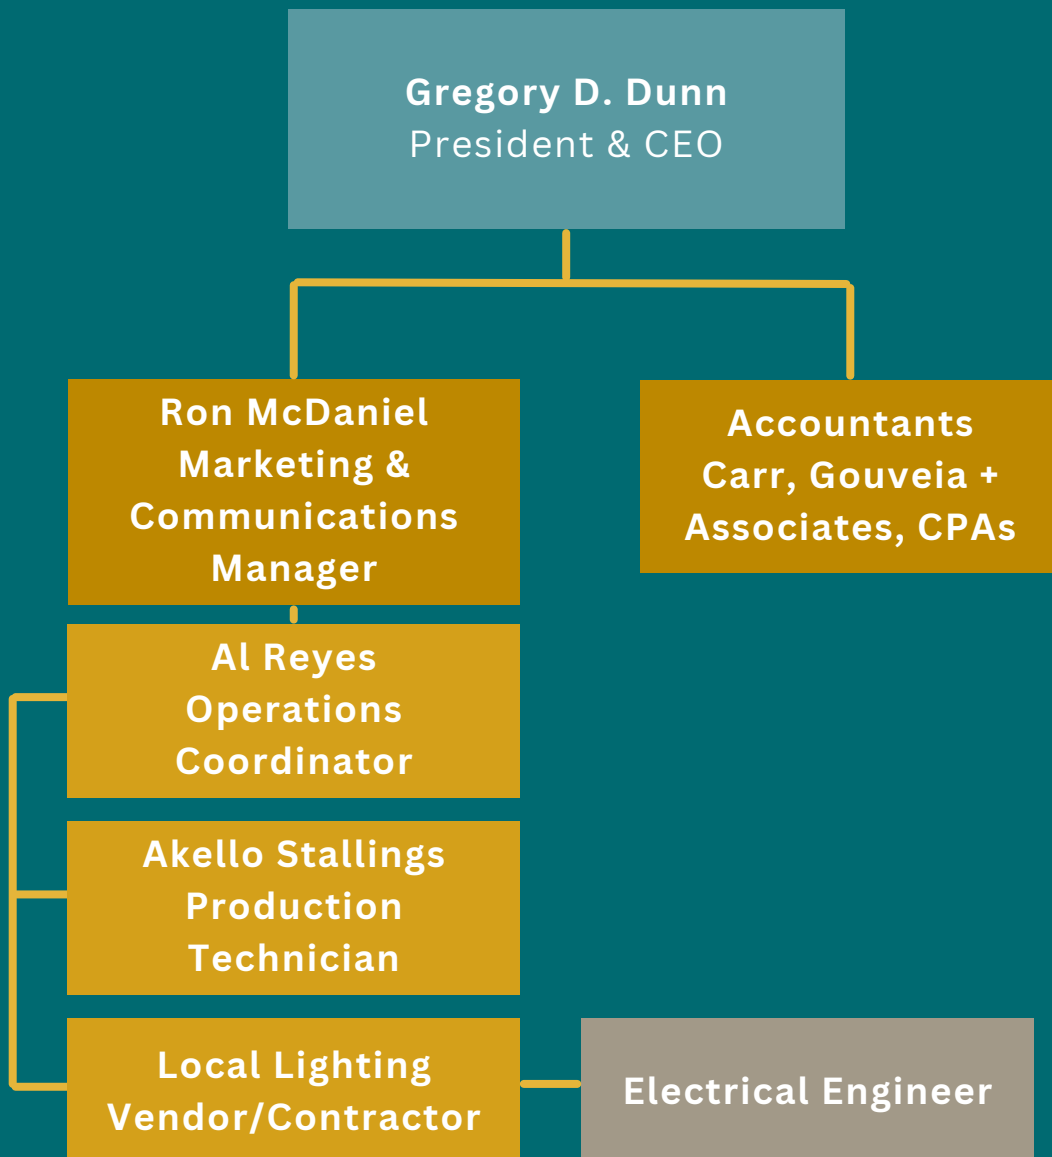 Gregory D. Dunn
President & CEO
Ron McDaniel
Marketing &
Communications
Manager
Accountants
Carr, Gouveia +
Associates, CPAs
Al Reyes
Operations
Coordinator
Akello Stallings
Production
Technician
Local Lighting
Vendor/Contractor
Electrical Engineer